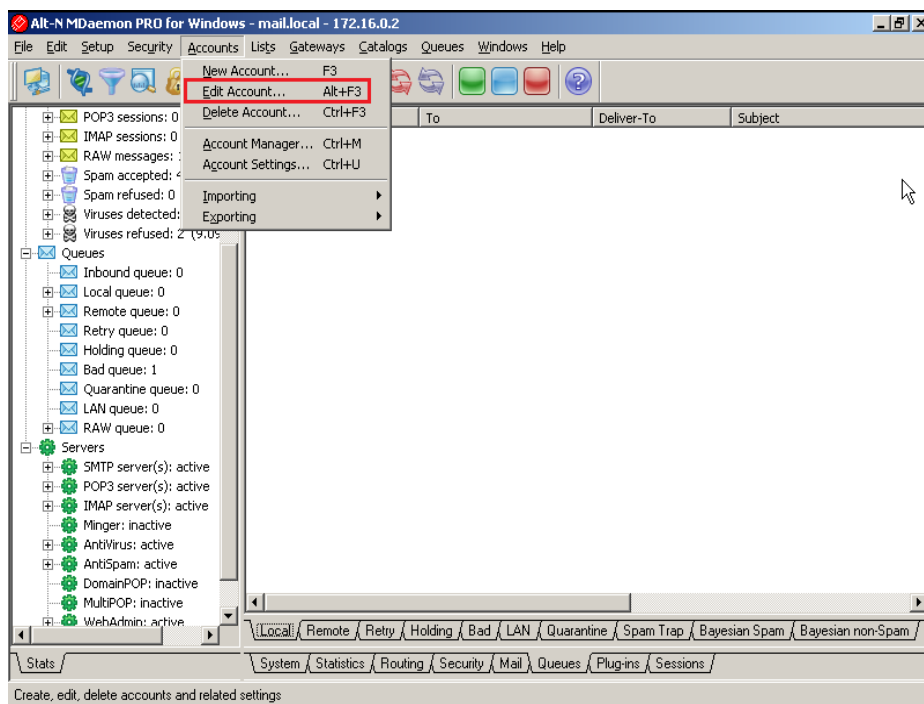 Alt-N MDaemon PRO for Windows - mail.local - 172.16.0.2
File Edit Setup Security Accounts Lists Gateways Catalogs Queues Windows Help
New Account... F3
Edit Account... Alt+F3
Delete Account... Ctrl+F3
Account Manager... Ctrl+M
Account Settings... Ctrl+U
Importing
Exporting
To Deliver-To Subject
POP3 sessions: 0
IMAP sessions: 0
RAW messages:
Spam accepted:
Spam refused: 0
Viruses detected:
Viruses refused: 2 (9.09
Queues
Inbound queue: 0
Local queue: 0
Remote queue: 0
Retry queue: 0
Holding queue: 0
Bad queue: 1
Quarantine queue: 0
LAN queue: 0
RAW queue: 0
Servers
SMTP server(s): active
POP3 server(s): active
IMAP server(s): active
Minger: inactive
AntiVirus: active
AntiSpam: active
DomainPOP: inactive
MultiPOP: inactive
WebAdmin: active
Local Remote Retry Holding Bad LAN Quarantine Spam Trap Bayesian Spam Bayesian non-Spam
Stats
System Statistics Routing Security Mail Queues Plug-ins Sessions
Create, edit, delete accounts and related settings